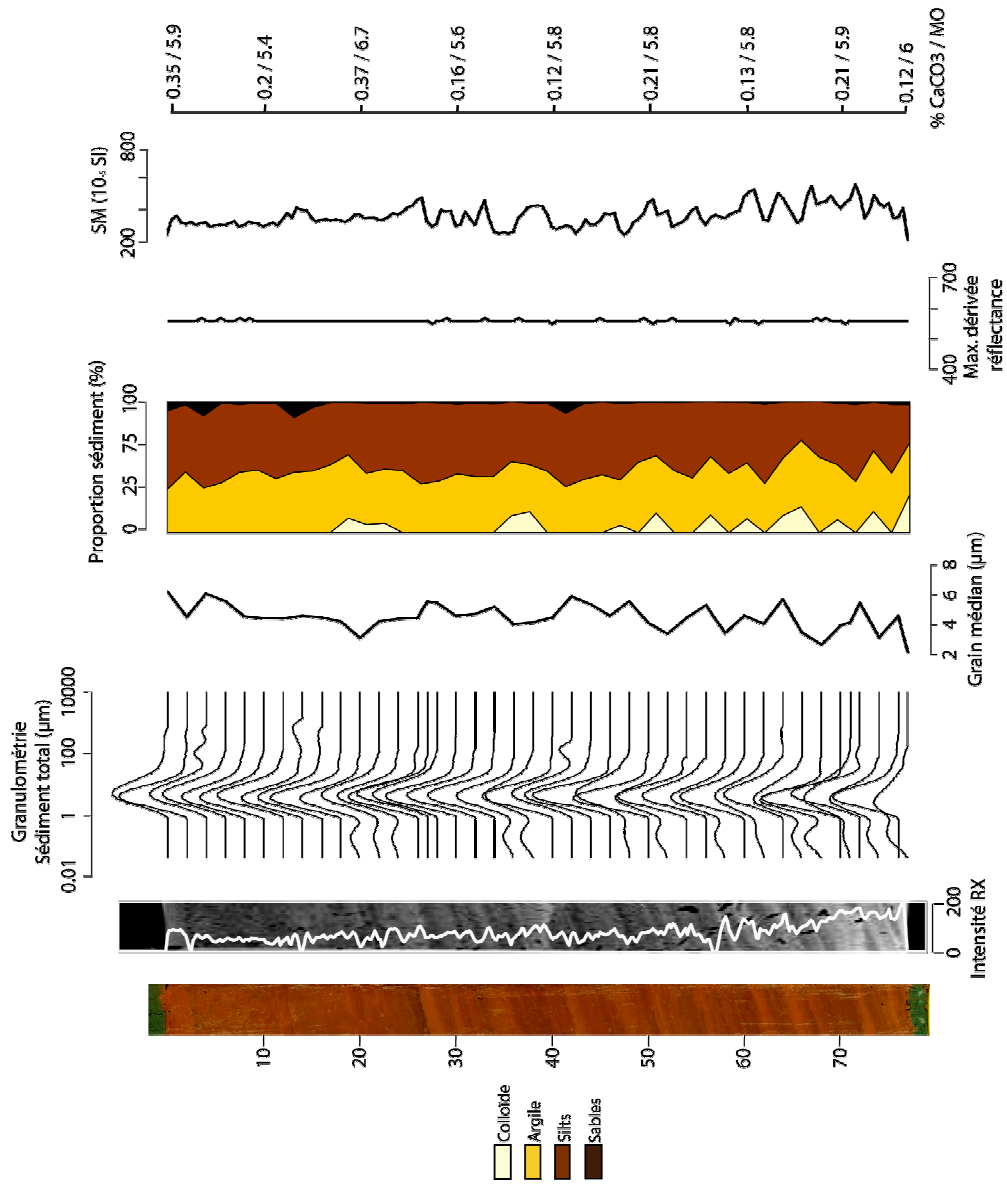 Colloïde
Argile
Silts
Sables
10
20
30
40
50
60
70
Intensité RX
0
200
Granulométrie
Sédiment total (µm)
0.01
1
100
10000
Grain médian (µm)
2
4
6
8
Proportion sédiment (%)
0
25
75
100
Max. dérivée
réflectance
400
700
SM (10-5 SI)
200
800
% CaCO3 / MO
0.35 / 5.9
0.2 / 5.4
0.37 / 6.7
0.16 / 5.6
0.12 / 5.8
0.21 / 5.8
0.13 / 5.8
0.21 / 5.9
0.12 / 6